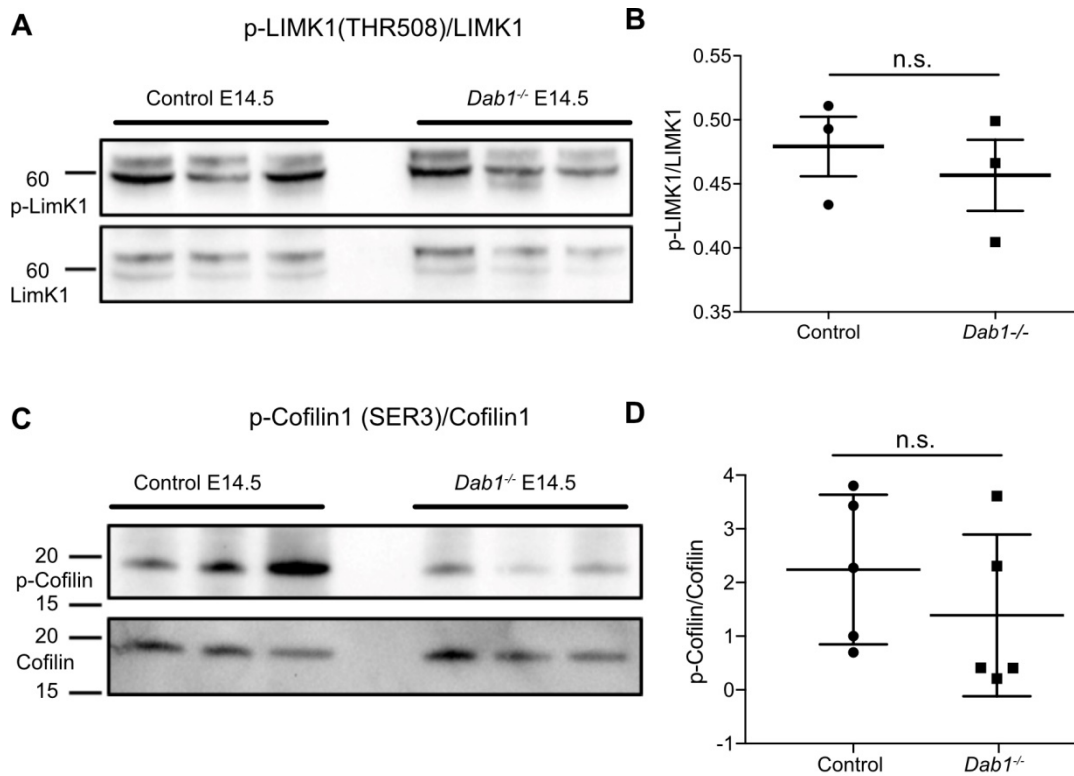 A
p-LIMK1(THR508)/LIMK1
Control E14.5
Dab1-/- E14.5
60
p-LimK1
60
LimK1
B
n.s.
p-LIMK1/LIMK1
0.55
0.50
0.45
0.40
0.35
Control
Dab1-/-
C
p-Cofilin1 (SER3)/Cofilin1
Control E14.5
Dab1-/- E14.5
20
p-Cofilin
15
20
Cofilin
15
D
n.s.
p-Cofilin/Cofilin
4
3
2
1
0
-1
Control
Dab1-/-